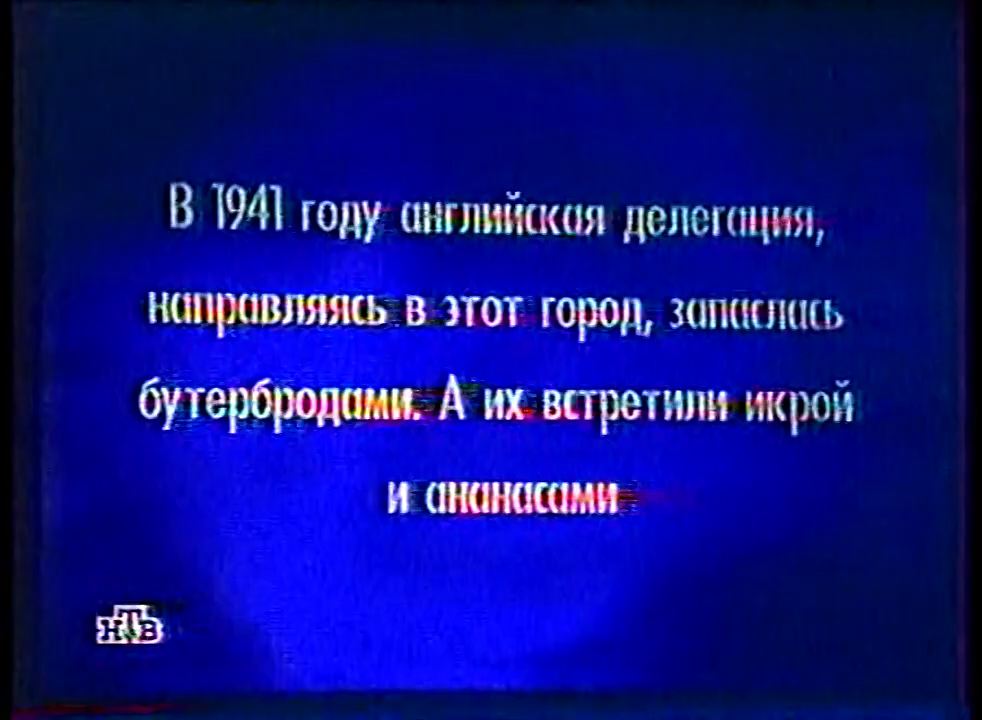 В 1941 году английская делегация,
направляясь в этот город, запаслась
бутербродами. А их встретили икрой
и ананасами
НТВ